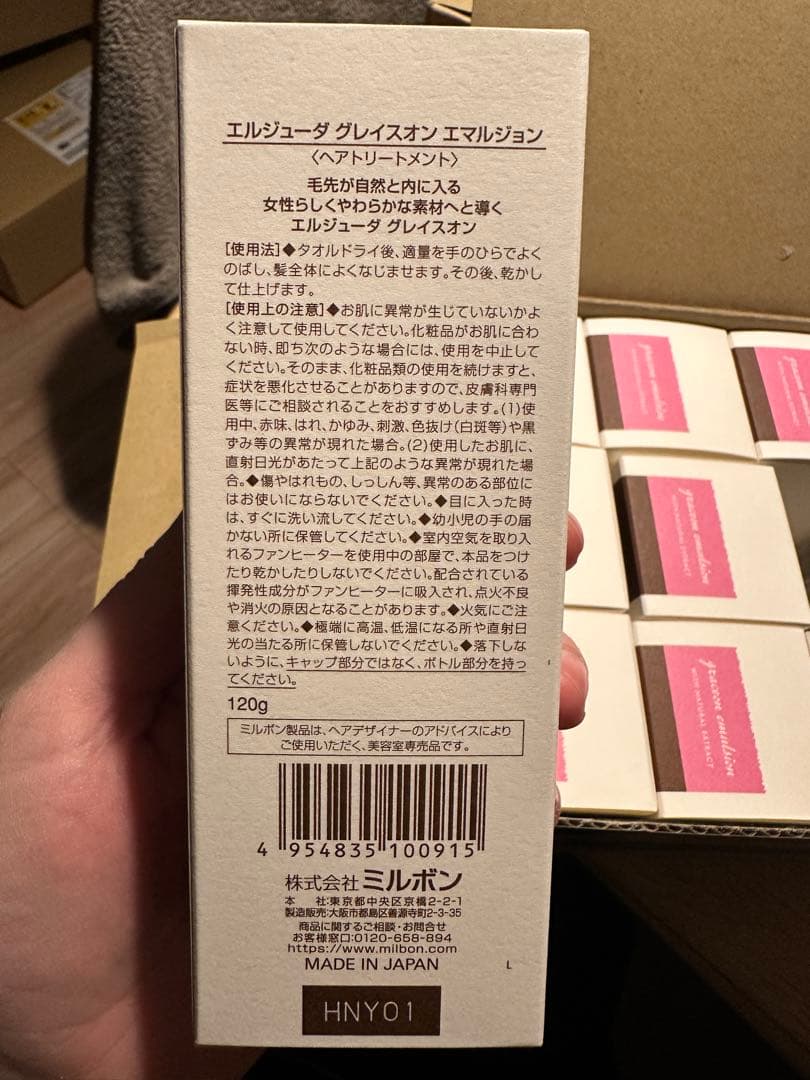 エルジューダ グレイスオン エマルジョン
〈ヘアトリートメント〉
毛先が自然と内に入る
女性らしくやわらかな素材へと導く
エルジューダ グレイスオン
[使用法]◆タオルドライ後、適量を手のひらでよく
のばし、髪全体によくなじませます。その後、乾かし
て仕上げます。
[使用上の注意]◆お肌に異常が生じていないかよ
く注意して使用してください。化粧品がお肌に合わ
ない時、即ち次のような場合には、使用を中止して
ください。そのまま、化粧品類の使用を続けますと、
症状を悪化させることがありますので、皮膚科専門
医等にご相談されることをおすすめします。(1)使
用中、赤味、はれ、かゆみ、刺激、色抜け(白斑等)や黒
ずみ等の異常が現れた場合。(2)使用したお肌に、
直射日光があたって上記のような異常が現れた場
合。◆傷やはれもの、しっしん等、異常のある部位に
はお使いにならないでください。◆目に入った時
は、すぐに洗い流してください。◆幼小児の手の届
かない所に保管してください。◆室内空気を取り入
れるファンヒーターを使用中の部屋で、本品をつけ
たり乾かしたりしないでください。配合されている
揮発性成分がファンヒーターに吸入され、点火不良
や消火の原因となることがあります。◆火気にご注
意ください。◆極端に高温、低温になる所や直射日
光の当たる所に保管しないでください。◆落下しな
いように、キャップ部分ではなく、ボトル部分を持っ
てください。
120g
ミルボン製品は、ヘアデザイナーのアドバイスにより
ご使用いただく、美容室専売品です。
4 954835 100915
株式会社 ミルボン
本 社:東京都中央区京橋2-2-1
製造販売:大阪市都島区善源寺町2-3-35
商品に関するご相談・お問合せ
お客様窓口:0120-658-894
https://www.milbon.com
MADE IN JAPAN
L
HNY01
graceon emulsion
graceon emulsion
WITH NATURAL EXTRACT
graceon emulsion
WITH NATURAL EXTRACT